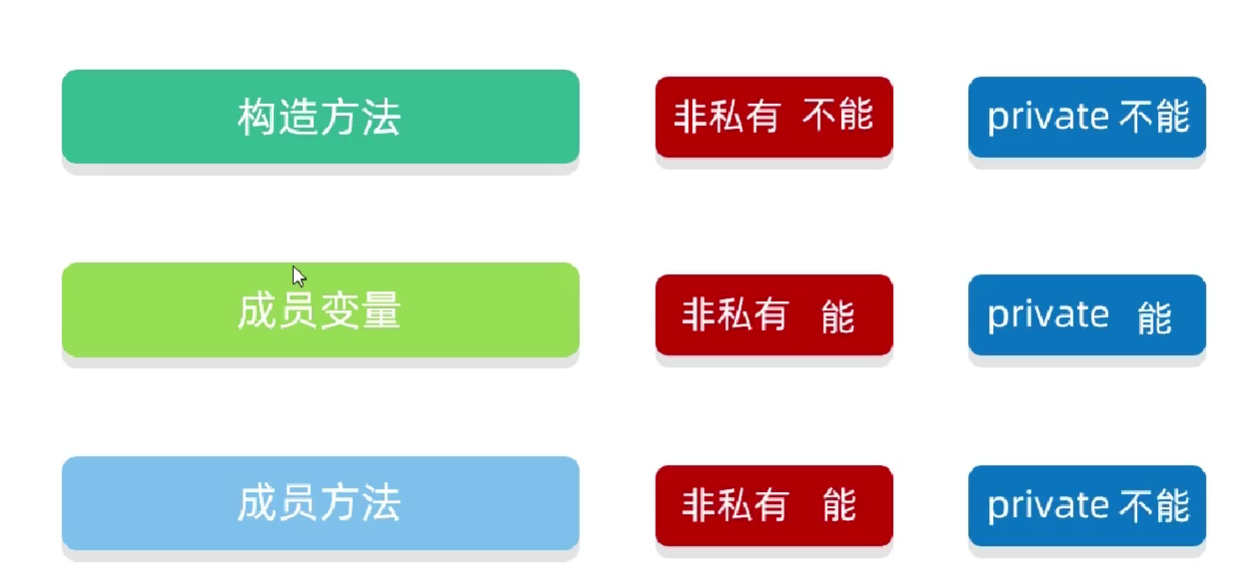 构造方法 非私有 不能 private 不能
成员变量 非私有 能 private 能
成员方法 非私有 能 private 不能